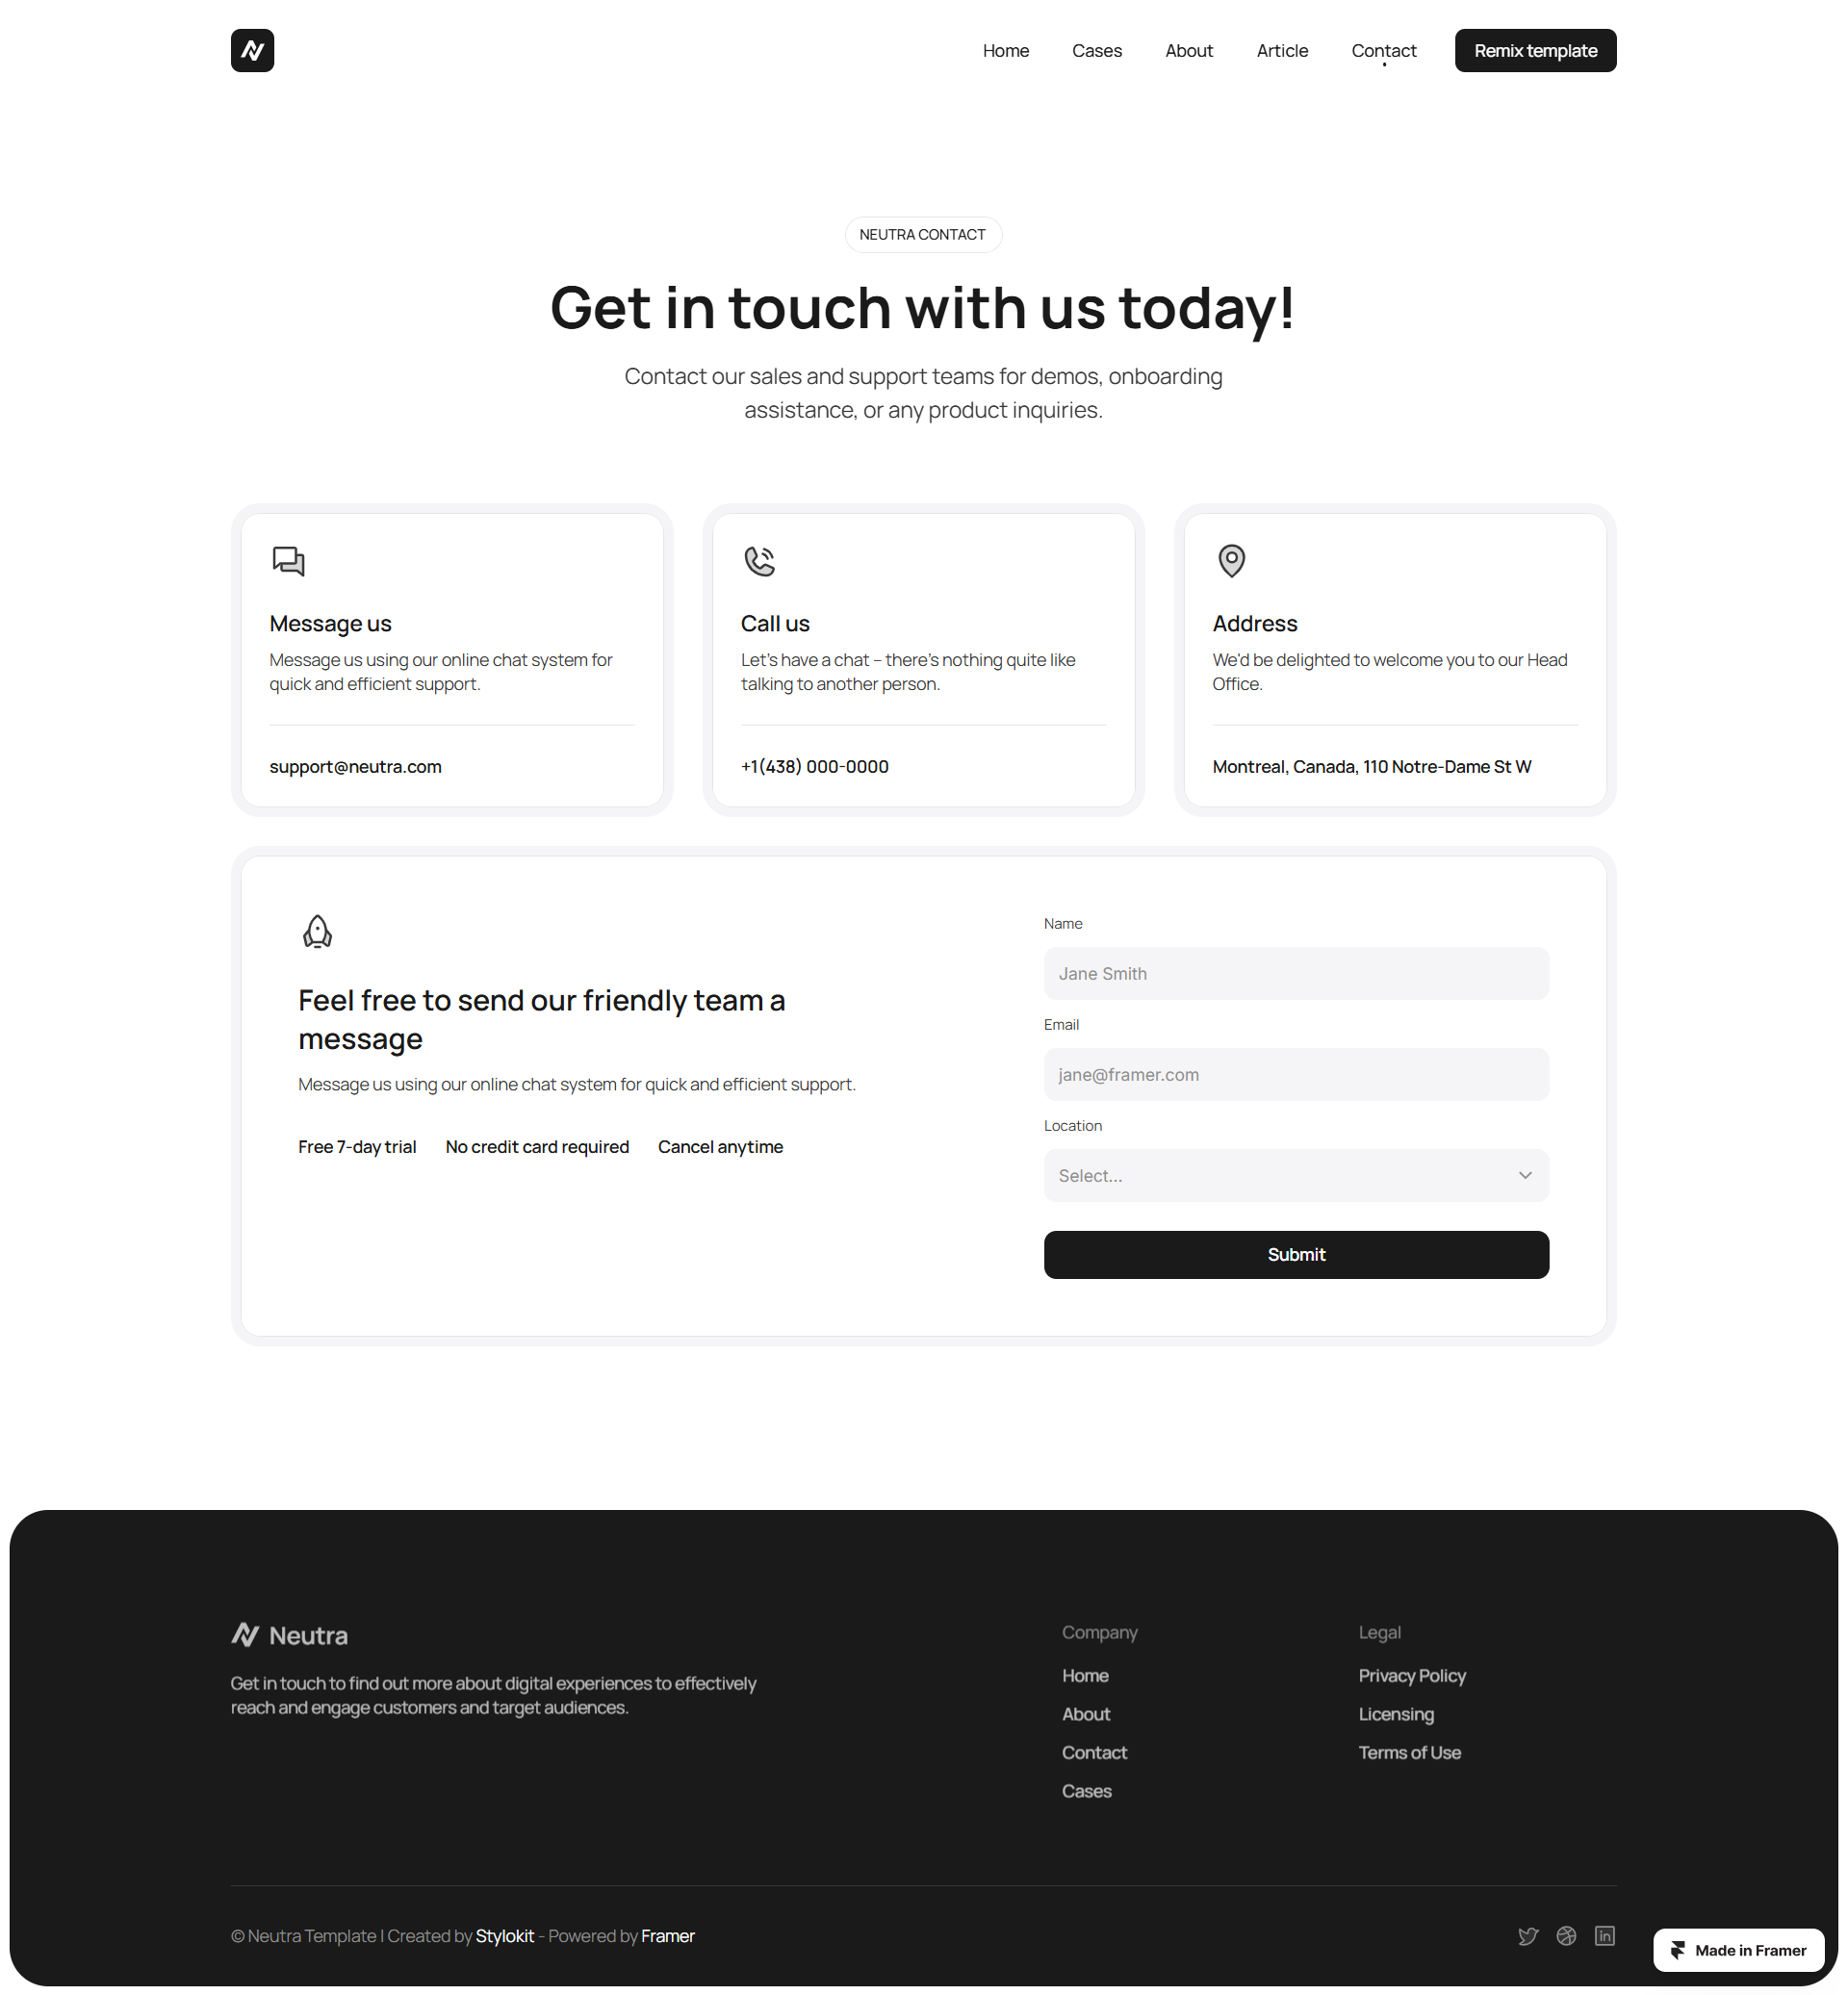 Home Cases About Article Contact Remix template
NEUTRA CONTACT
Get in touch with us today!
Contact our sales and support teams for demos, onboarding
assistance, or any product inquiries.
Message us
Message us using our online chat system for
quick and efficient support.
support@neutra.com
Call us
Let's have a chat – there's nothing quite like
talking to another person.
+1(438) 000-0000
Address
We'd be delighted to welcome you to our Head
Office.
Montreal, Canada, 110 Notre-Dame St W
Feel free to send our friendly team a
message
Message us using our online chat system for quick and efficient support.
Free 7-day trial No credit card required Cancel anytime
Name
Jane Smith
Email
jane@framer.com
Location
Select...
Submit
Neutra
Get in touch to find out more about digital experiences to effectively
reach and engage customers and target audiences.
Company
Home
About
Contact
Cases
Legal
Privacy Policy
Licensing
Terms of Use
© Neutra Template | Created by Stylokit - Powered by Framer
Made in Framer